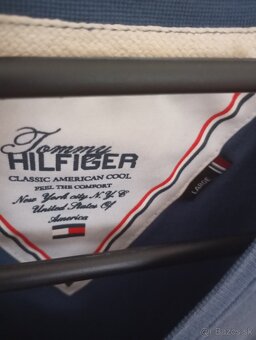 Tommy
HILFIGER
CLASSIC AMERICAN COOL
FEEL THE COMFORT
New York city N.Y.C
United States Of
America
LARGE
Bazos.sk